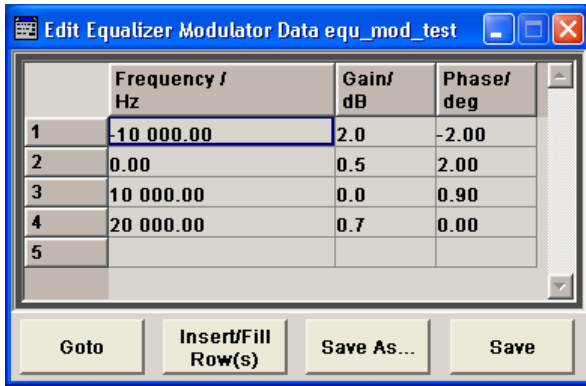 Edit Equalizer Modulator Data equ_mod_test
Frequency / Gain/ Phase/
Hz dB deg
1 -10 000.00 2.0 -2.00
2 0.00 0.5 2.00
3 10 000.00 0.0 0.90
4 20 000.00 0.7 0.00
5
Goto Insert/Fill Row(s) Save As... Save